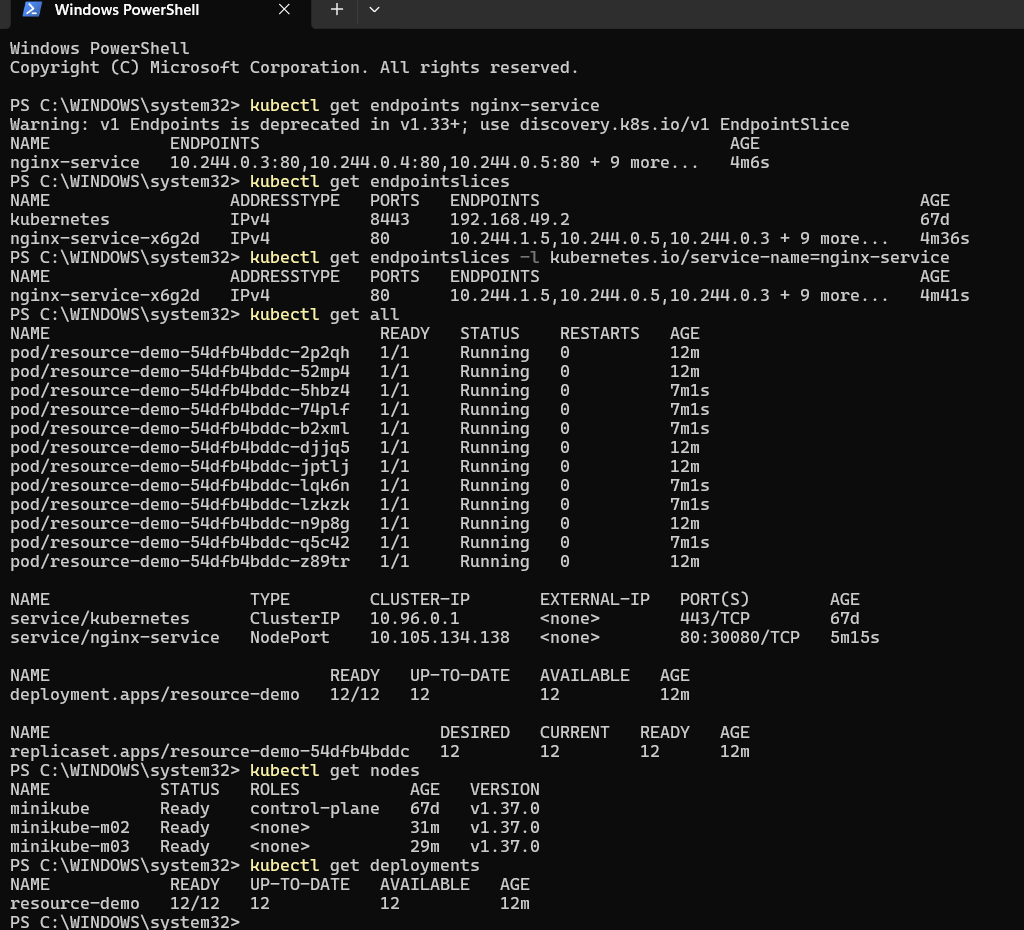 Windows PowerShell
Windows PowerShell
Copyright (C) Microsoft Corporation. All rights reserved.
PS C:\WINDOWS\system32> kubectl get endpoints nginx-service
Warning: v1 Endpoints is deprecated in v1.33+; use discovery.k8s.io/v1 EndpointSlice
NAME ENDPOINTS AGE
nginx-service 10.244.0.3:80,10.244.0.4:80,10.244.0.5:80 + 9 more... 4m6s
PS C:\WINDOWS\system32> kubectl get endpointslices
NAME ADDRESSTYPE PORTS ENDPOINTS AGE
kubernetes IPv4 8443 192.168.49.2 67d
nginx-service-x6g2d IPv4 80 10.244.1.5,10.244.0.5,10.244.0.3 + 9 more... 4m36s
PS C:\WINDOWS\system32> kubectl get endpointslices -l kubernetes.io/service-name=nginx-service
NAME ADDRESSTYPE PORTS ENDPOINTS AGE
nginx-service-x6g2d IPv4 80 10.244.1.5,10.244.0.5,10.244.0.3 + 9 more... 4m41s
PS C:\WINDOWS\system32> kubectl get all
NAME READY STATUS RESTARTS AGE
pod/resource-demo-54dfb4bddc-2p2qh 1/1 Running 0 12m
pod/resource-demo-54dfb4bddc-52mp4 1/1 Running 0 12m
pod/resource-demo-54dfb4bddc-5hbz4 1/1 Running 0 7m1s
pod/resource-demo-54dfb4bddc-74plf 1/1 Running 0 7m1s
pod/resource-demo-54dfb4bddc-b2xml 1/1 Running 0 7m1s
pod/resource-demo-54dfb4bddc-djjq5 1/1 Running 0 12m
pod/resource-demo-54dfb4bddc-jptlj 1/1 Running 0 12m
pod/resource-demo-54dfb4bddc-lqk6n 1/1 Running 0 7m1s
pod/resource-demo-54dfb4bddc-lzkzk 1/1 Running 0 7m1s
pod/resource-demo-54dfb4bddc-n9p8g 1/1 Running 0 12m
pod/resource-demo-54dfb4bddc-q5c42 1/1 Running 0 7m1s
pod/resource-demo-54dfb4bddc-z89tr 1/1 Running 0 12m
NAME TYPE CLUSTER-IP EXTERNAL-IP PORT(S) AGE
service/kubernetes ClusterIP 10.96.0.1 <none> 443/TCP 67d
service/nginx-service NodePort 10.105.134.138 <none> 80:30080/TCP 5m15s
NAME READY UP-TO-DATE AVAILABLE AGE
deployment.apps/resource-demo 12/12 12 12 12m
NAME DESIRED CURRENT READY AGE
replicaset.apps/resource-demo-54dfb4bddc 12 12 12 12m
PS C:\WINDOWS\system32> kubectl get nodes
NAME STATUS ROLES AGE VERSION
minikube Ready control-plane 67d v1.37.0
minikube-m02 Ready <none> 31m v1.37.0
minikube-m03 Ready <none> 29m v1.37.0
PS C:\WINDOWS\system32> kubectl get deployments
NAME READY UP-TO-DATE AVAILABLE AGE
resource-demo 12/12 12 12 12m
PS C:\WINDOWS\system32>